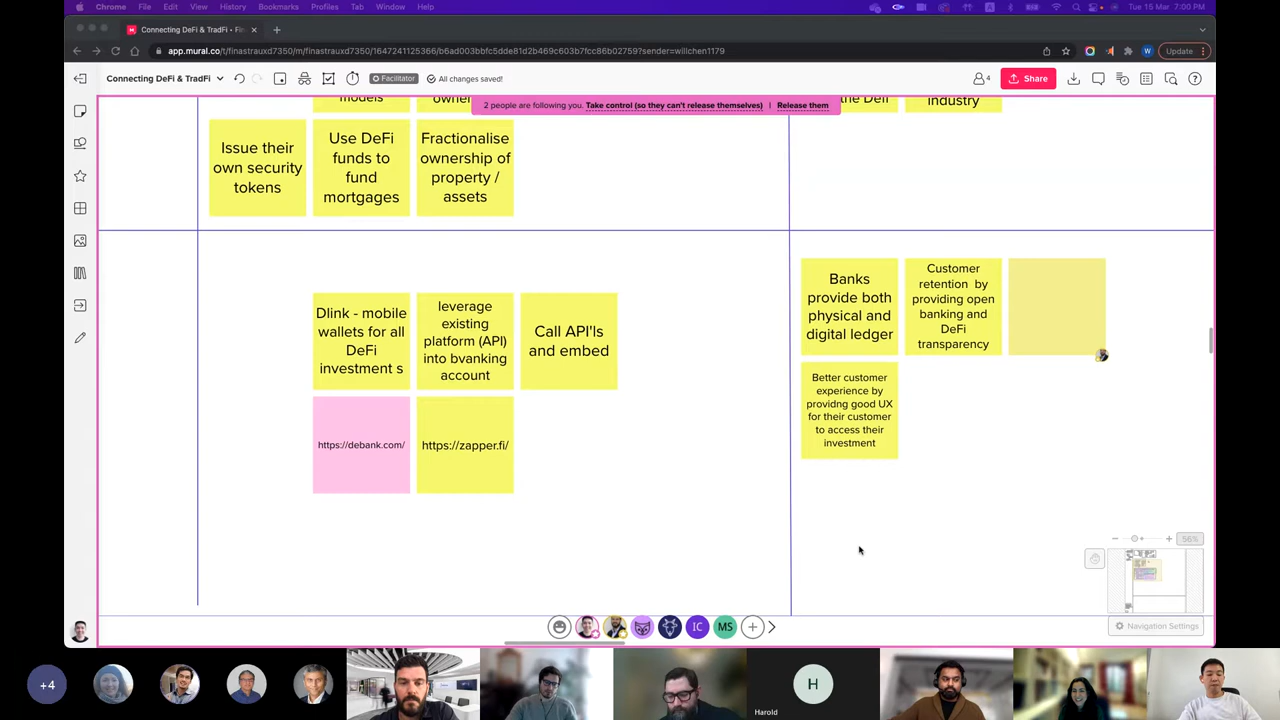 Chrome File Edit View History Bookmarks Profiles Tab Window Help
Tue 15 Mar 7:00 PM
Connecting DeFi & TradFi • Fin
app.mural.co/t/finastrauxd7350/m/finastrauxd7350/1647241125366/b6ad003bbfc5dde81d2b469c603b7fcc86b02759?sender=willchen1179
W
Update
Connecting DeFi & TradFi
Facilitator
All changes saved!
4
Share
2 people are following you. Take control (so they can't release themselves) | Release them
models
owner
the Defi
industry
Issue their
own security
tokens
Use DeFi
funds to
fund
mortgages
Fractionalise
ownership of
property /
assets
Dlink - mobile
wallets for all
DeFi
investment s
leverage
existing
platform (API)
into bvanking
account
Call API'ls
and embed
https://debank.com/
https://zapper.fi/
Banks
provide both
physical and
digital ledger
Customer
retention by
providing open
banking and
DeFi
transparency
Better customer
experience by
providng good UX
for their customer
to access their
investment
56%
Navigation Settings
IC
MS
+4
H
Harold